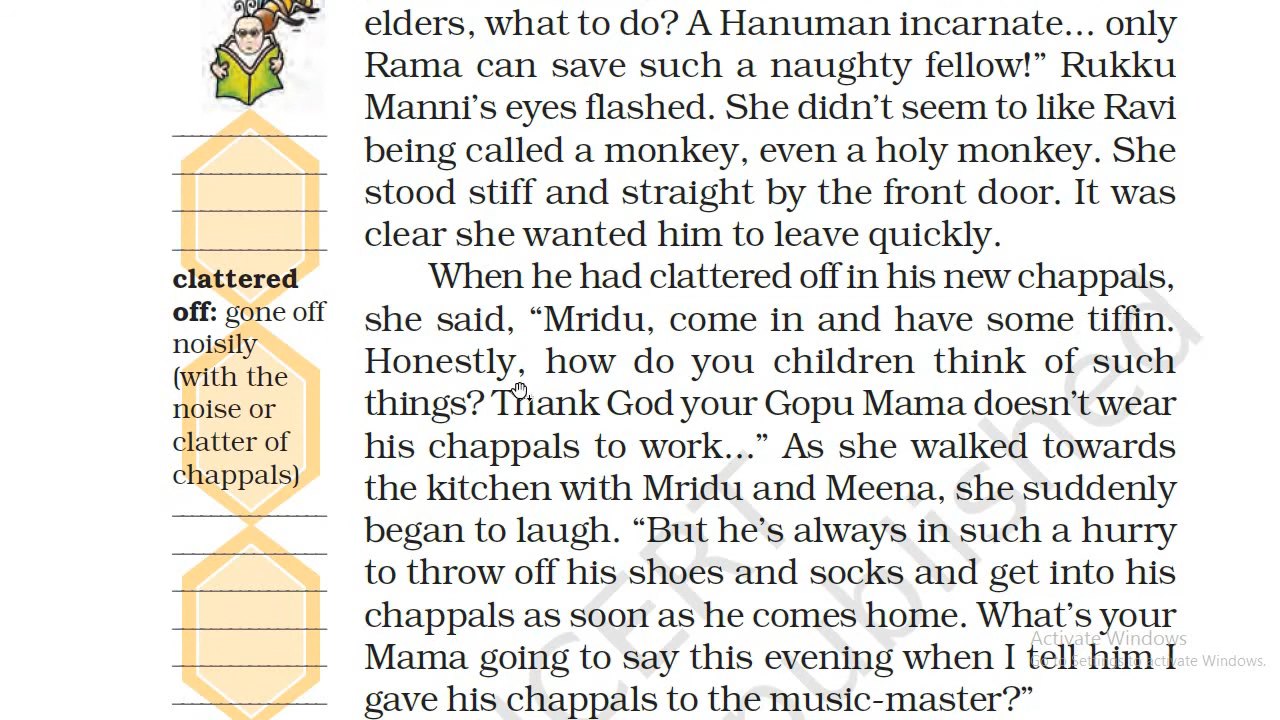 elders, what to do? A Hanuman incarnate... only
Rama can save such a naughty fellow!” Rukku
Manni’s eyes flashed. She didn’t seem to like Ravi
being called a monkey, even a holy monkey. She
stood stiff and straight by the front door. It was
clear she wanted him to leave quickly.
When he had clattered off in his new chappals,
she said, “Mridu, come in and have some tiffin.
Honestly, how do you children think of such
things? Thank God your Gopu Mama doesn’t wear
his chappals to work...” As she walked towards
the kitchen with Mridu and Meena, she suddenly
began to laugh. “But he’s always in such a hurry
to throw off his shoes and socks and get into his
chappals as soon as he comes home. What’s your
Mama going to say this evening when I tell him I
gave his chappals to the music-master?”
clattered
off: gone off
noisily
(with the
noise or
clatter of
chappals)
Activate Windows
Go to Settings to activate Windows.